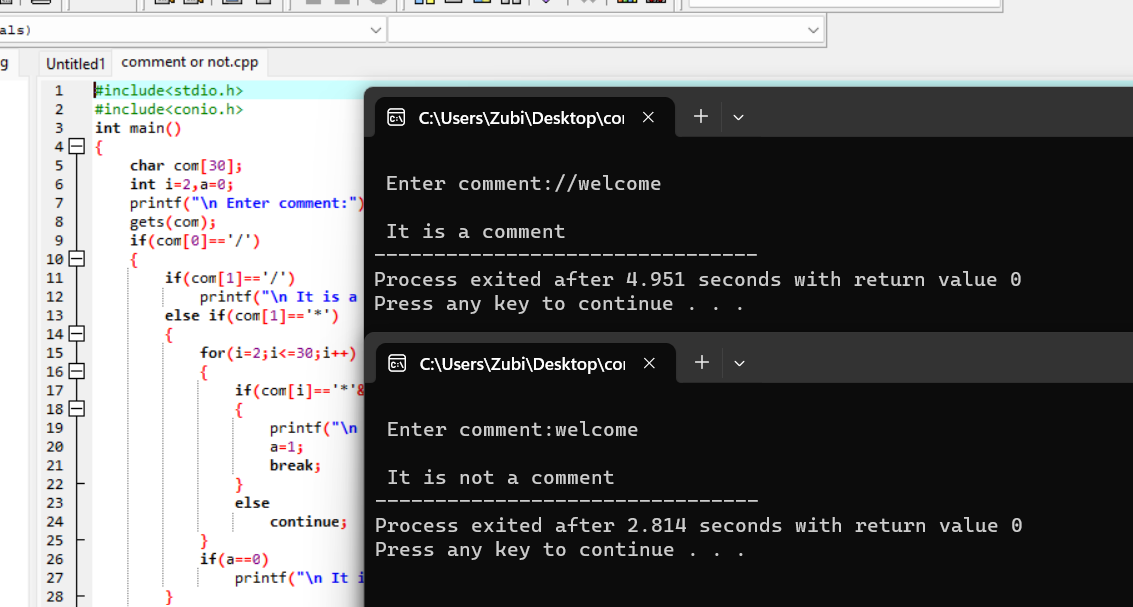 als)
g
Untitled1
comment or not.cpp
1 #include<stdio.h>
2 #include<conio.h>
3 int main()
4 {
5 char com[30];
6 int i=2,a=0;
7 printf("\n Enter comment:")
8 gets(com);
9 if(com[0]=='/')
10 {
11 if(com[1]=='/')
12 printf("\n It is a
13 else if(com[1]=='*')
14 {
15 for(i=2;i<=30;i++)
16 {
17 if(com[i]=='*'&
18 {
19 printf("\n
20 a=1;
21 break;
22 }
23 else
24 continue;
25 }
26 if(a==0)
27 printf("\n It i
28 }
C:\Users\Zubi\Desktop\cor
Enter comment://welcome
It is a comment
--------------------------------
Process exited after 4.951 seconds with return value 0
Press any key to continue . . .
C:\Users\Zubi\Desktop\cor
Enter comment:welcome
It is not a comment
--------------------------------
Process exited after 2.814 seconds with return value 0
Press any key to continue . . .